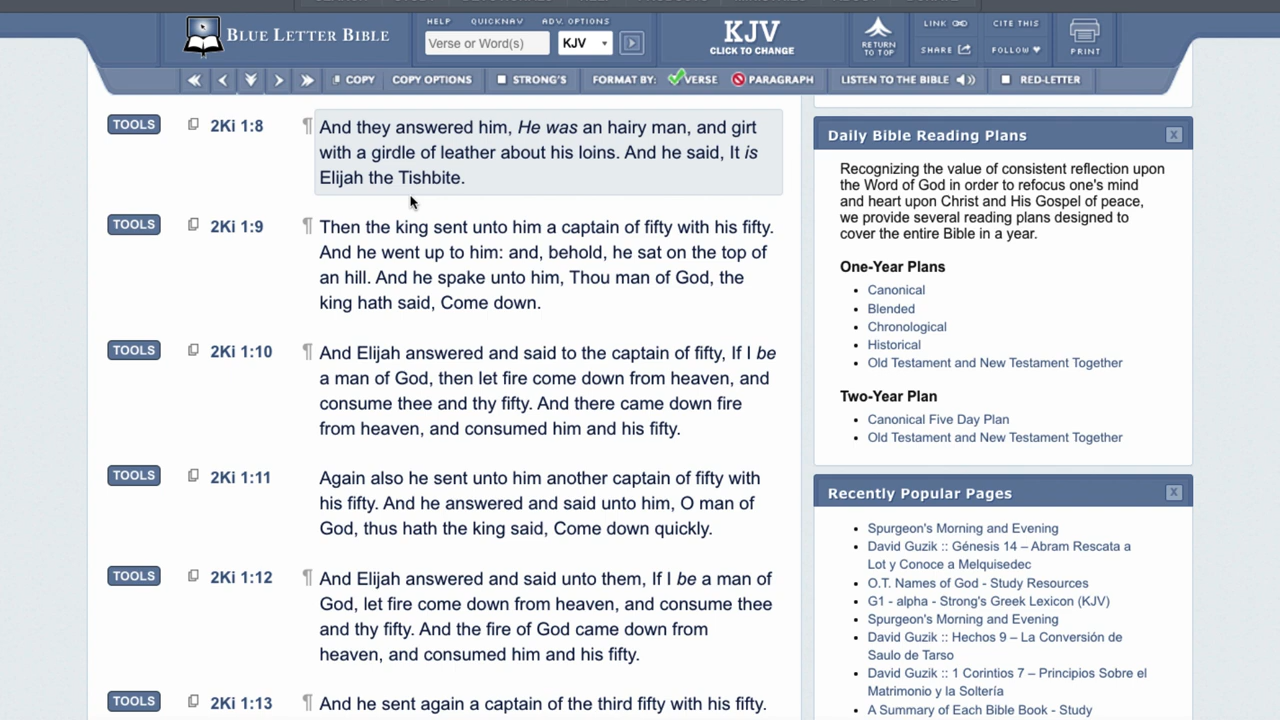 HELP QUICKNAV ADV. OPTIONS
BLUE LETTER BIBLE
Verse or Word(s)
KJV
KJV
CLICK TO CHANGE
RETURN
TO TOP
LINK
SHARE
CITE THIS
FOLLOW
PRINT
COPY COPY OPTIONS STRONG'S FORMAT BY: VERSE PARAGRAPH LISTEN TO THE BIBLE RED-LETTER
TOOLS 2Ki 1:8 ¶ And they answered him, He was an hairy man, and girt
with a girdle of leather about his loins. And he said, It is
Elijah the Tishbite.
TOOLS 2Ki 1:9 ¶ Then the king sent unto him a captain of fifty with his fifty.
And he went up to him: and, behold, he sat on the top of
an hill. And he spake unto him, Thou man of God, the
king hath said, Come down.
TOOLS 2Ki 1:10 ¶ And Elijah answered and said to the captain of fifty, If I be
a man of God, then let fire come down from heaven, and
consume thee and thy fifty. And there came down fire
from heaven, and consumed him and his fifty.
TOOLS 2Ki 1:11 Again also he sent unto him another captain of fifty with
his fifty. And he answered and said unto him, O man of
God, thus hath the king said, Come down quickly.
TOOLS 2Ki 1:12 ¶ And Elijah answered and said unto them, If I be a man of
God, let fire come down from heaven, and consume thee
and thy fifty. And the fire of God came down from
heaven, and consumed him and his fifty.
TOOLS 2Ki 1:13 ¶ And he sent again a captain of the third fifty with his fifty.
Daily Bible Reading Plans X
Recognizing the value of consistent reflection upon
the Word of God in order to refocus one's mind
and heart upon Christ and His Gospel of peace,
we provide several reading plans designed to
cover the entire Bible in a year.
One-Year Plans
Canonical
Blended
Chronological
Historical
Old Testament and New Testament Together
Two-Year Plan
Canonical Five Day Plan
Old Testament and New Testament Together
Recently Popular Pages X
Spurgeon's Morning and Evening
David Guzik :: Génesis 14 – Abram Rescata a
Lot y Conoce a Melquisedec
O.T. Names of God - Study Resources
G1 - alpha - Strong's Greek Lexicon (KJV)
Spurgeon's Morning and Evening
David Guzik :: Hechos 9 – La Conversión de
Saulo de Tarso
David Guzik :: 1 Corintios 7 – Principios Sobre el
Matrimonio y la Soltería
A Summary of Each Bible Book - Study